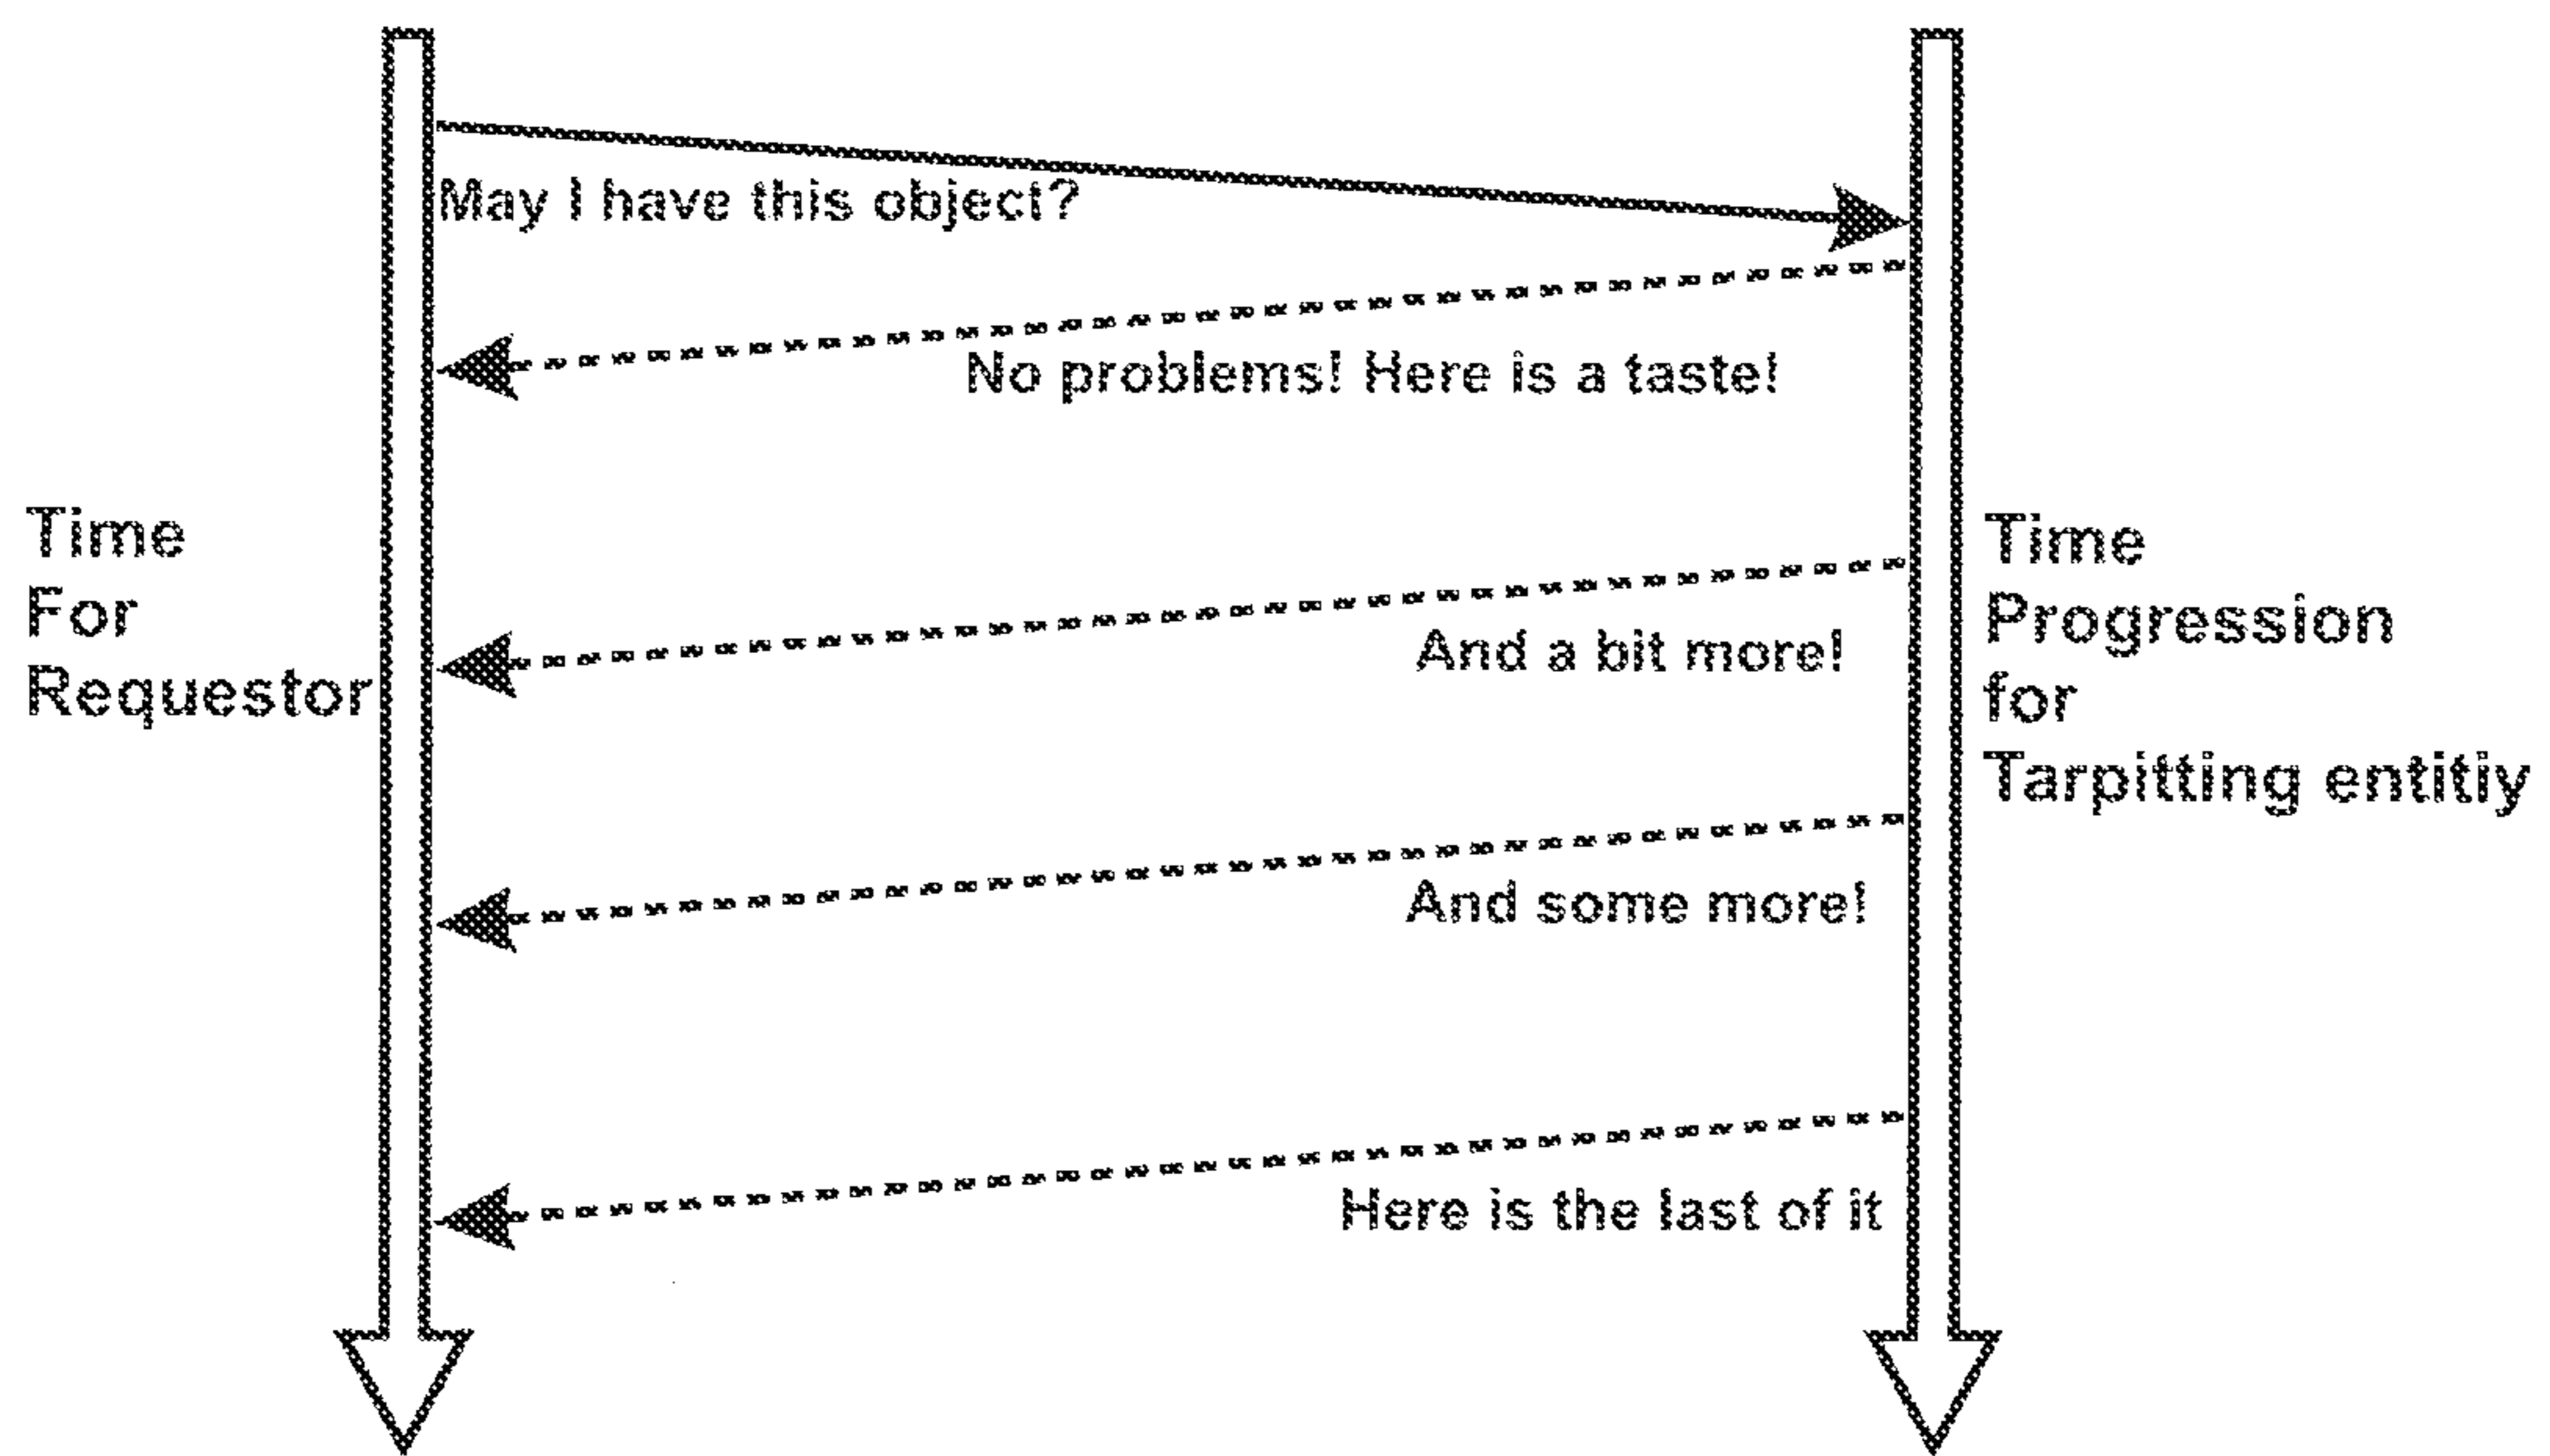 May I have this object?
No problems! Here is a taste!
Time
For
Requestor
Time
Progression
for
Tarpitting entitiy
And a bit more!
And some more!
Here is the last of it